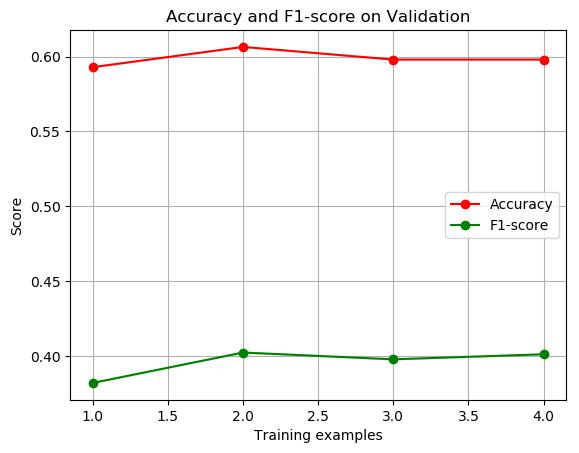 Accuracy and F1-score on Validation
0.60
0.55
0.50
0.45
0.40
Score
Accuracy
F1-score
1.0 1.5 2.0 2.5 3.0 3.5 4.0
Training examples